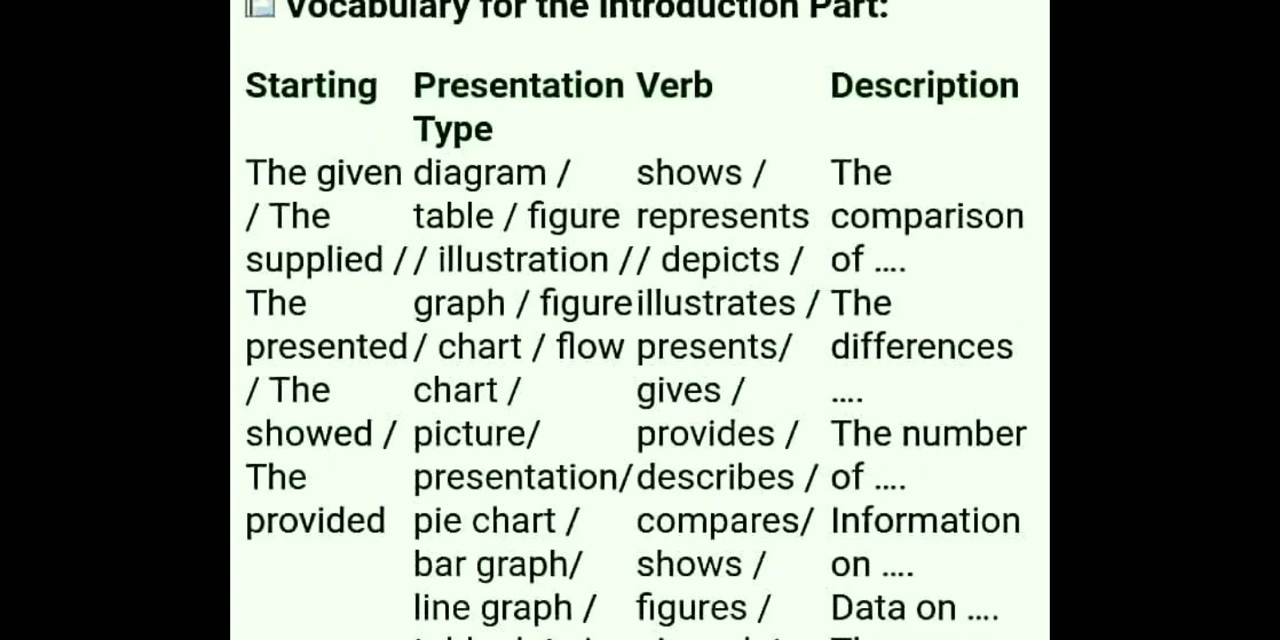 Vocabulary for the Introduction Part:
Starting Presentation Verb Description
Type
The given diagram / shows / The
/ The table / figure represents comparison
supplied / / illustration / / depicts / of ....
The graph / figure illustrates / The
presented / chart / flow presents/ differences
/ The chart / gives / ....
showed / picture/ provides / The number
The presentation/ describes / of ....
provided pie chart / compares/ Information
bar graph/ shows / on ....
line graph / figures / Data on ....